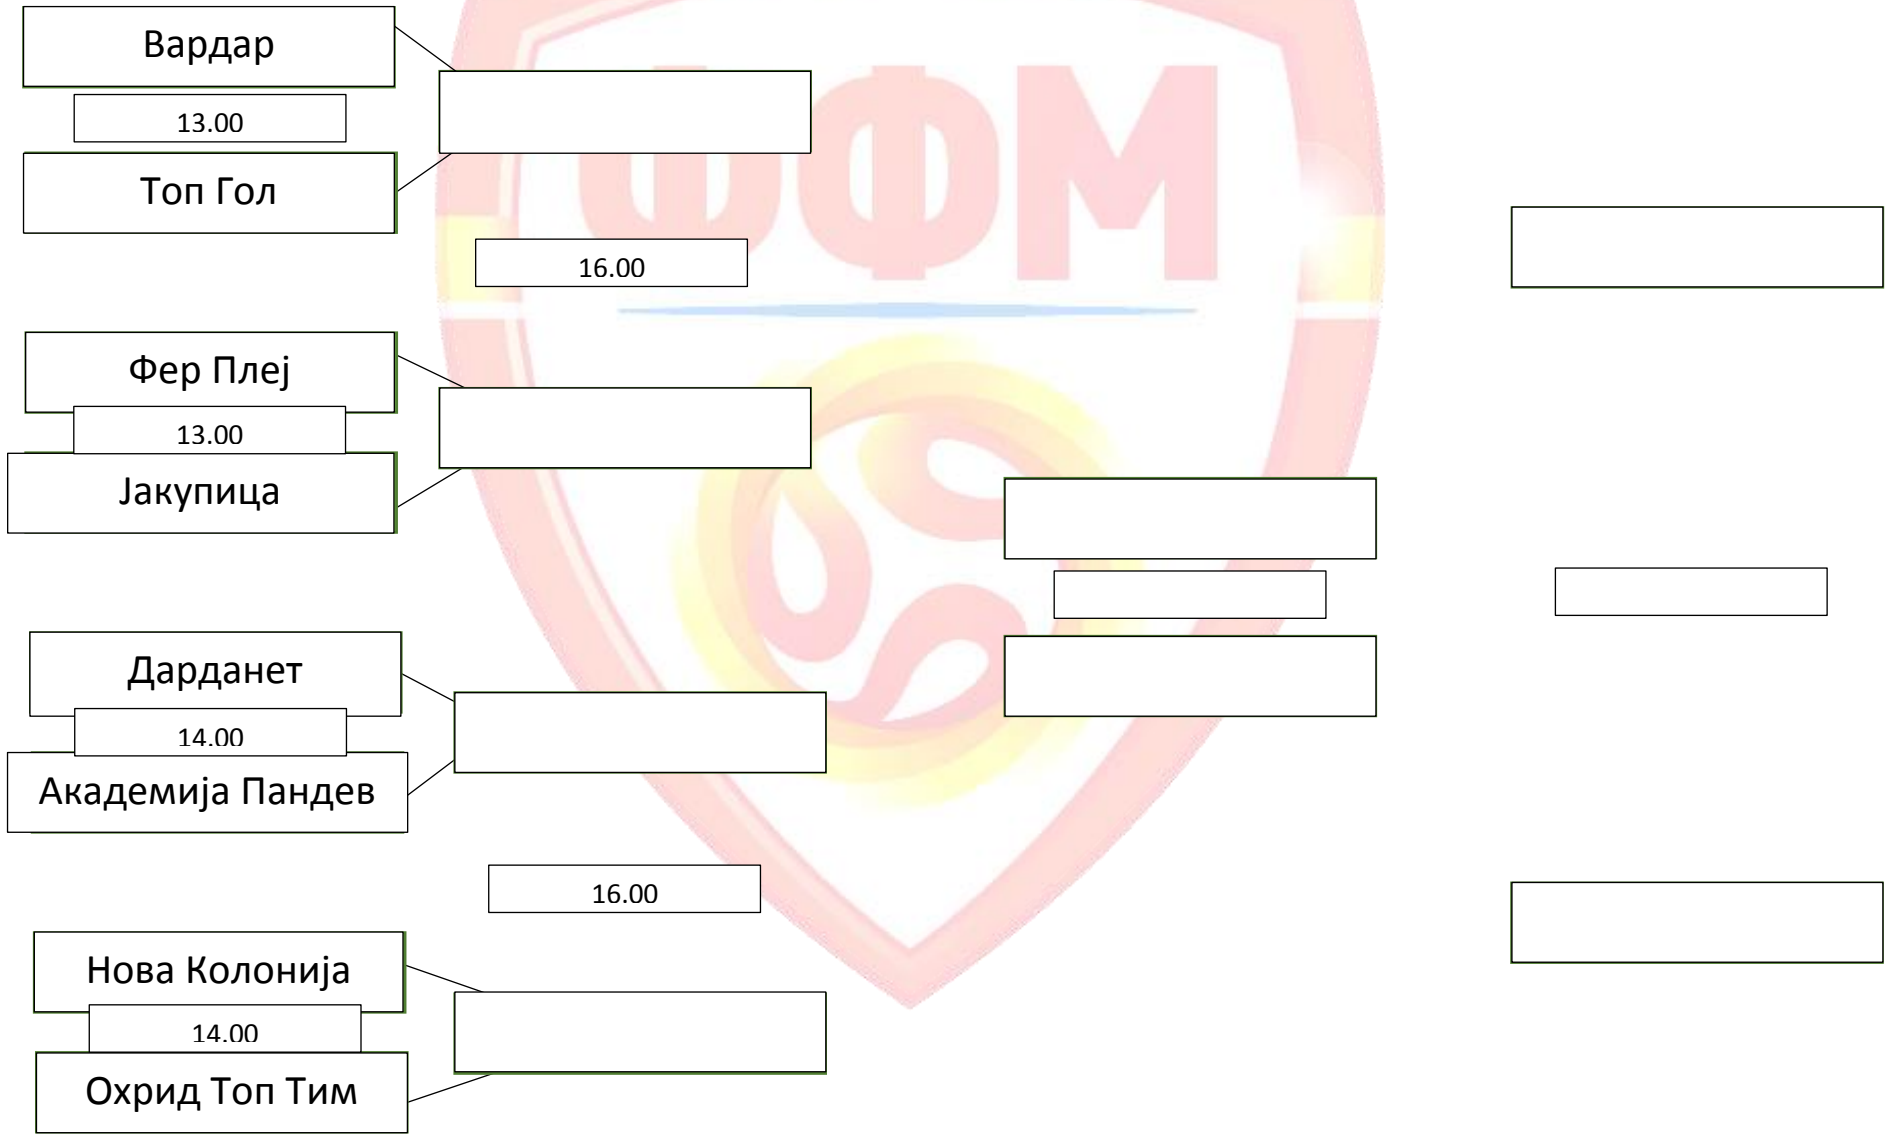 Вардар
13.00
Топ Гол
ФФМ
16.00
Фер Плеј
13.00
Јакупица
Дарданет
14.00
Академија Пандев
16.00
Нова Колонија
14.00
Охрид Топ Тим